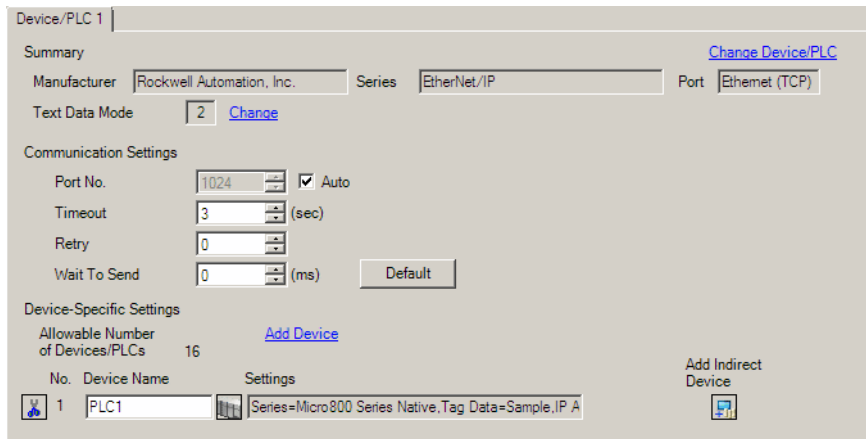 Device/PLC 1
Summary Change Device/PLC
Manufacturer Rockwell Automation, Inc. Series EtherNet/IP Port Ethernet (TCP)
Text Data Mode 2 Change
Communication Settings
Port No. 1024 Auto
Timeout 3 (sec)
Retry 0
Wait To Send 0 (ms) Default
Device-Specific Settings
Allowable Number Add Device
of Devices/PLCs 16
Add Indirect
No. Device Name Settings Device
1 PLC1 Series=Micro800 Series Native,Tag Data=Sample,IP A